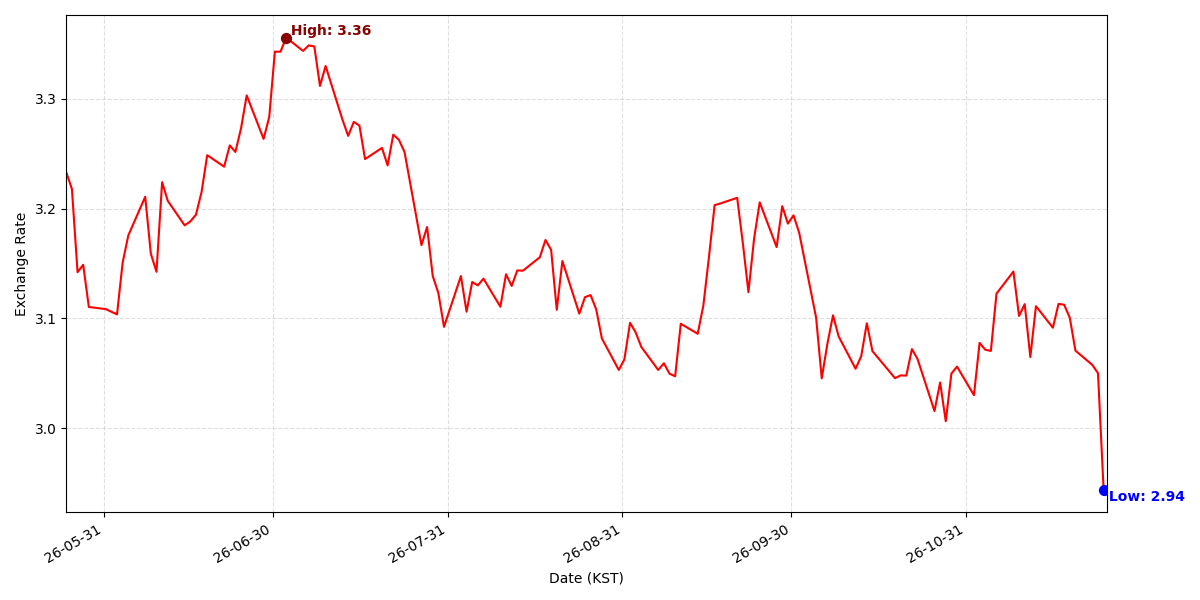 High: 3.36
3.3
3.2
3.1
3.0
Exchange Rate
Low: 2.94
26-05-31
26-06-30
26-07-31
26-08-31
26-09-30
26-10-31
Date (KST)